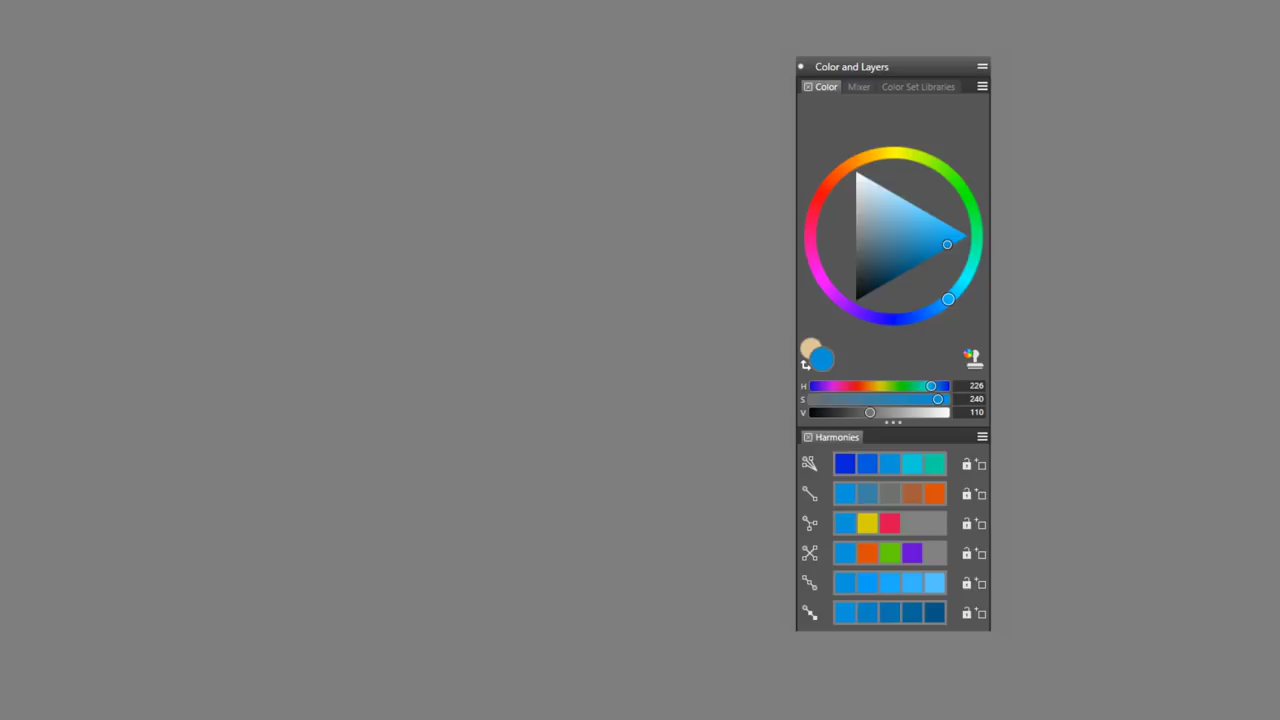 Color and Layers
Color Mixer Color Set Libraries
H 226
S 240
V 110
Harmonies